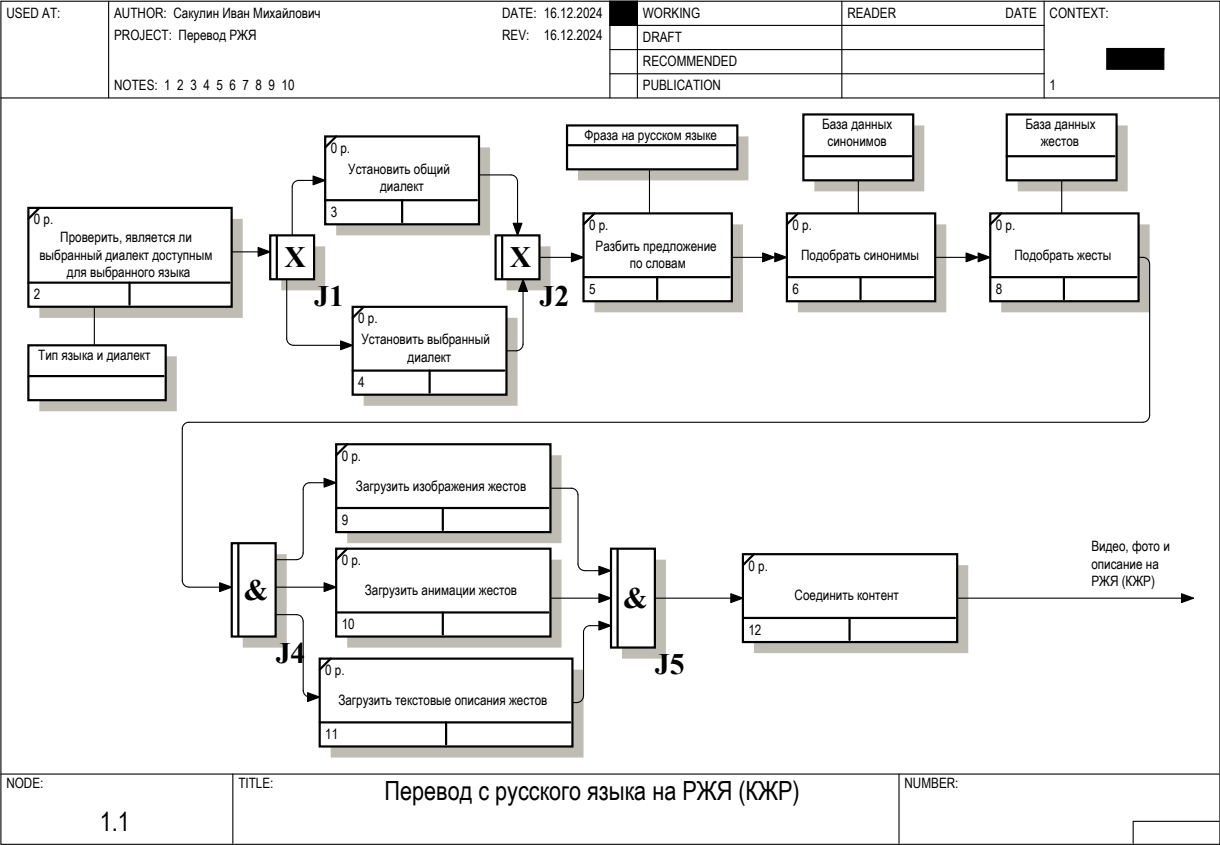 USED AT:
AUTHOR: Сакулин Иван Михайлович
DATE: 16.12.2024
PROJECT: Перевод РЖЯ
REV: 16.12.2024
NOTES: 1 2 3 4 5 6 7 8 9 10
WORKING
DRAFT
RECOMMENDED
PUBLICATION
READER
DATE
CONTEXT:
1
0 р.
Проверить, является ли
выбранный диалект доступным
для выбранного языка
2
Тип языка и диалект
X
J1
0 р.
Установить общий
диалект
3
0 р.
Установить выбранный
диалект
4
X
J2
Фраза на русском языке
0 р.
Разбить предложение
по словам
5
База данных
синонимов
0 р.
Подобрать синонимы
6
База данных
жестов
0 р.
Подобрать жесты
8
&
J4
0 р.
Загрузить изображения жестов
9
0 р.
Загрузить анимации жестов
10
0 р.
Загрузить текстовые описания жестов
11
&
J5
0 р.
Соединить контент
12
Видео, фото и
описание на
РЖЯ (КЖР)
NODE:
1.1
TITLE:
Перевод с русского языка на РЖЯ (КЖР)
NUMBER: